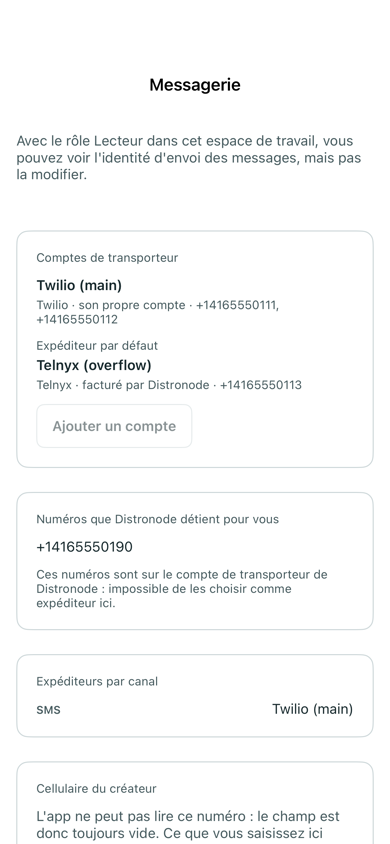 Messagerie
Avec le rôle Lecteur dans cet espace de travail, vous
pouvez voir l'identité d'envoi des messages, mais pas
la modifier.
Comptes de transporteur
Twilio (main)
Twilio · son propre compte · +14165550111,
+14165550112
Expéditeur par défaut
Telnyx (overflow)
Telnyx · facturé par Distronode · +14165550113
Ajouter un compte
Numéros que Distronode détient pour vous
+14165550190
Ces numéros sont sur le compte de transporteur de
Distronode : impossible de les choisir comme
expéditeur ici.
Expéditeurs par canal
SMS Twilio (main)
Cellulaire du créateur
L'app ne peut pas lire ce numéro : le champ est
donc toujours vide. Ce que vous saisissez ici